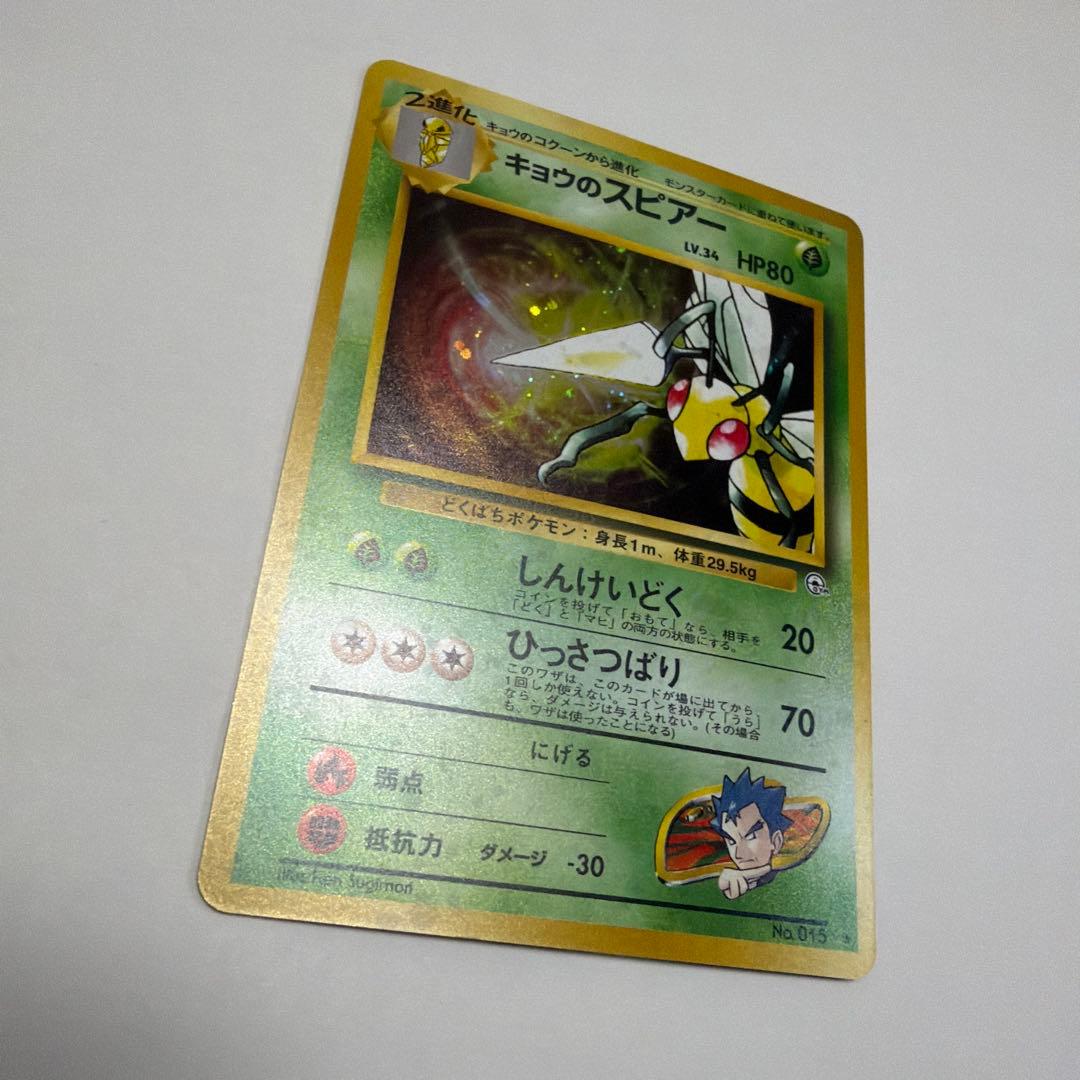 2進化
キョウのコクーンから進化 モンスターカードに重ねて使います。
キョウのスピアー
LV.34 HP80
どくばちポケモン：身長1m、体重29.5kg
しんけいどく
コインを投げて「おもて」なら、相手を
「どく」と「マヒ」の両方の状態にする。
20
ひっさつばり
このワザは、このカードが場に出てから
1回しか使えない。コインを投げて「うら」
なら、ダメージは与えられない。(その場合
も、ワザは使ったことになる)
70
にげる
弱点
抵抗力 ダメージ -30
Illus. Ken Sugimori
No.015